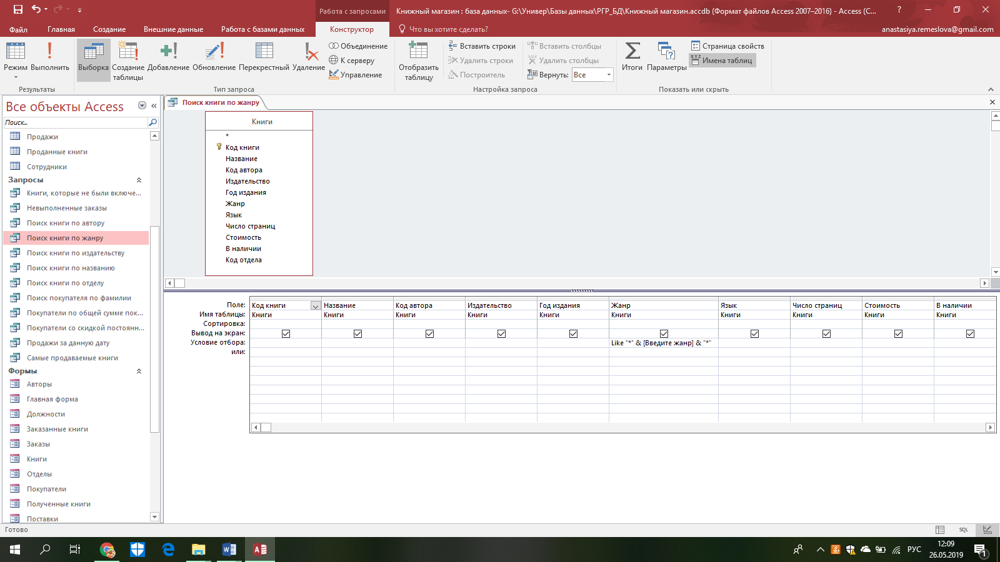 Работа с запросами
Книжный магазин : база данных- G:\Универ\Базы данных\РГР_БД\Книжный магазин.accdb (Формат файлов Access 2007–2016) - Access (С...
?
Файл Главная Создание Внешние данные Работа с базами данных Конструктор Что вы хотите сделать? anastasiya.remeslova@gmail.com
Режим
Выполнить
Результаты
Выборка
Создание таблицы
Добавление
Обновление
Перекрестный
Удаление
Объединение
К серверу
Управление
Тип запроса
Отобразить таблицу
Вставить строки
Удалить строки
Построитель
Вставить столбцы
Удалить столбцы
Вернуть: Все
Настройка запроса
Итоги
Параметры
Страница свойств
XYZ Имена таблиц
Показать или скрыть
Все объекты Access
Поиск...
Продажи
Проданные книги
Сотрудники
Запросы
Книги, которые не были включе...
Невыполненные заказы
Поиск книги по автору
Поиск книги по жанру
Поиск книги по издательству
Поиск книги по названию
Поиск книги по отделу
Поиск покупателя по фамилии
Покупатели по общей сумме пок...
Покупатели со скидкой постоянн...
Продажи за данную дату
Самые продаваемые книги
Формы
Авторы
Главная форма
Должности
Заказанные книги
Заказы
Книги
Отделы
Покупатели
Полученные книги
Поставки
Поиск книги по жанру
Книги
*
Код книги
Название
Код автора
Издательство
Год издания
Жанр
Язык
Число страниц
Стоимость
В наличии
Код отдела
Поле: Код книги Название Код автора Издательство Год издания Жанр Язык Число страниц Стоимость В наличии
Имя таблицы: Книги Книги Книги Книги Книги Книги Книги Книги Книги Книги
Сортировка:
Вывод на экран:
Условие отбора: Like "*" & [Введите жанр] & "*"
или:
Готово
SQL
РУС
12:09
26.05.2019
1